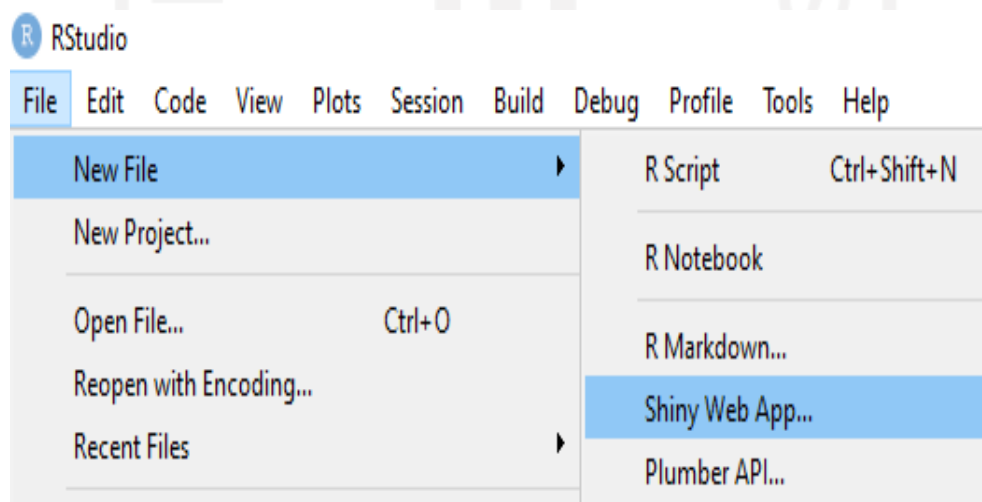 R RStudio
File Edit Code View Plots Session Build Debug Profile Tools Help
New File
New Project...
Open File... Ctrl+O
Reopen with Encoding...
Recent Files
R Script Ctrl+Shift+N
R Notebook
R Markdown...
Shiny Web App...
Plumber API...